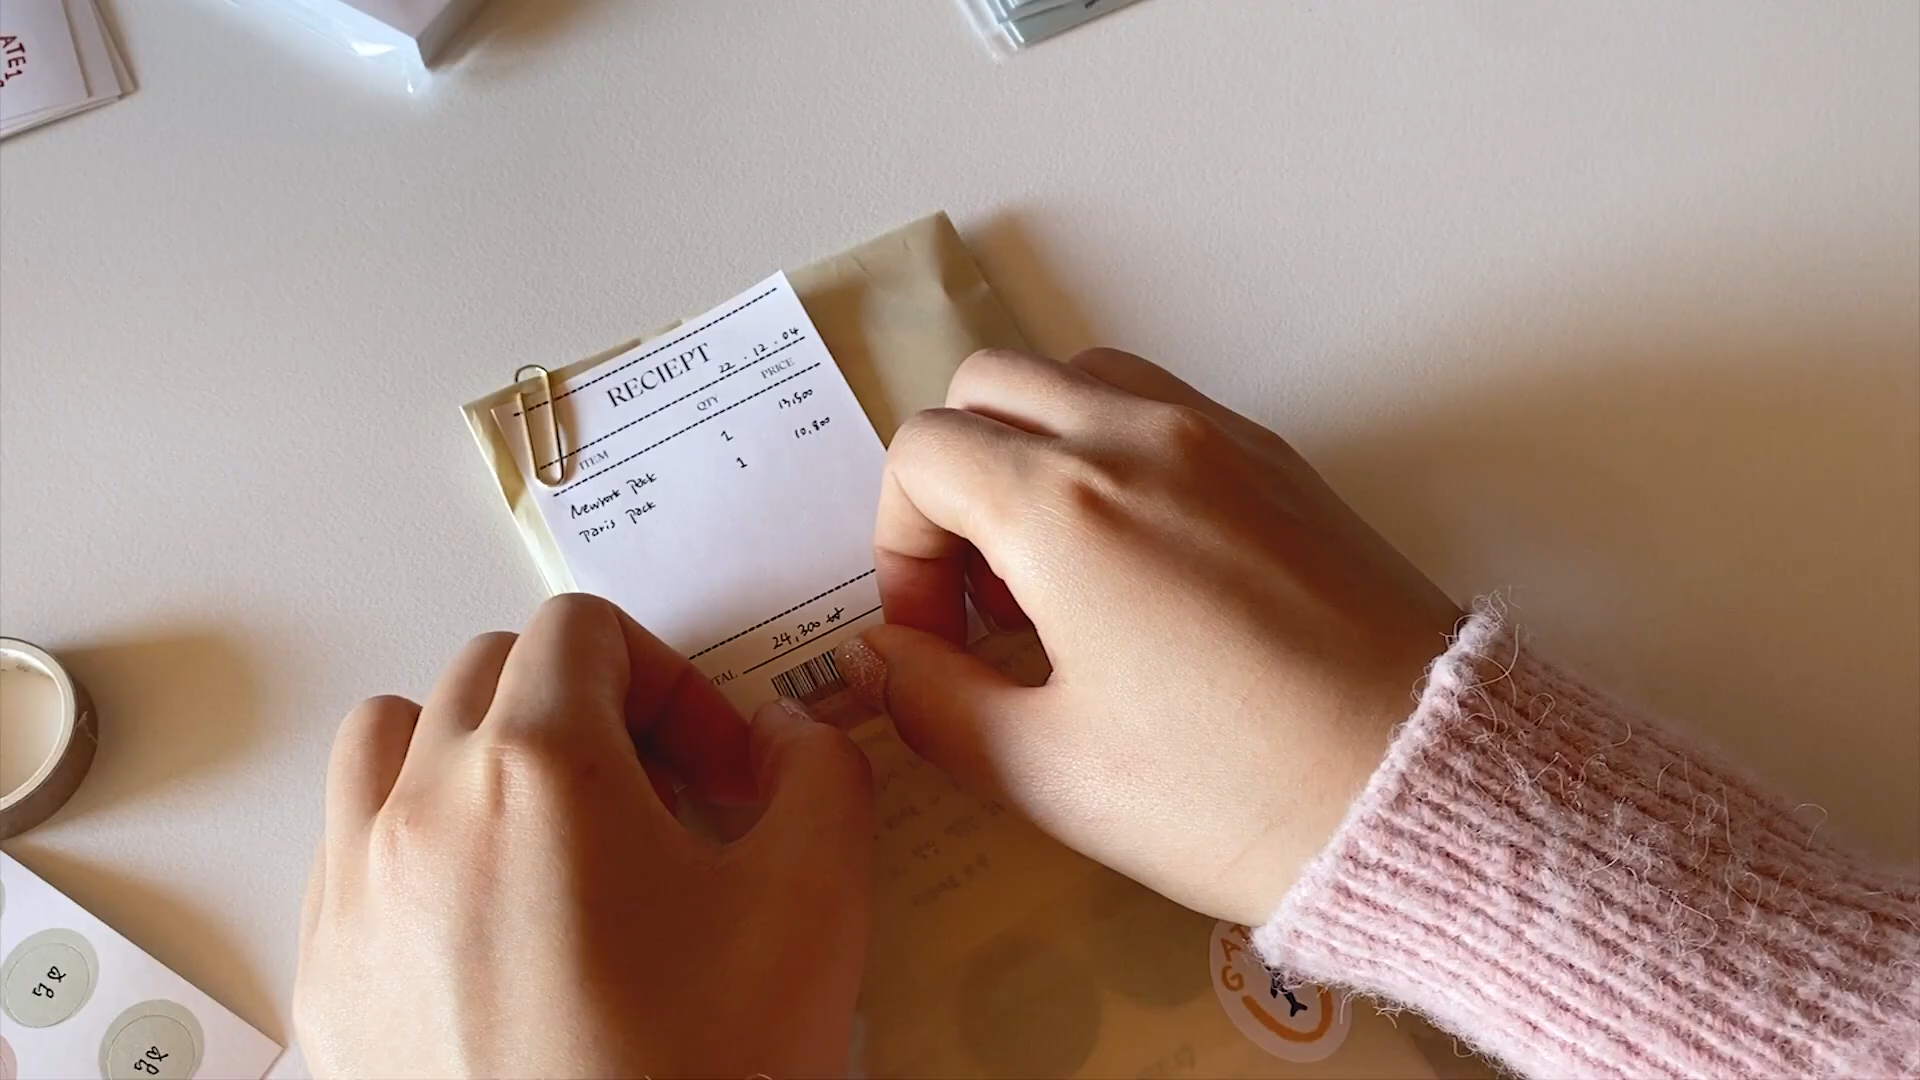 RECIEPT
22 . 12 . 04
ITEM QTY PRICE
Newyork pack 1 13,500
Paris pack 1 10,800
24,300
ATE1